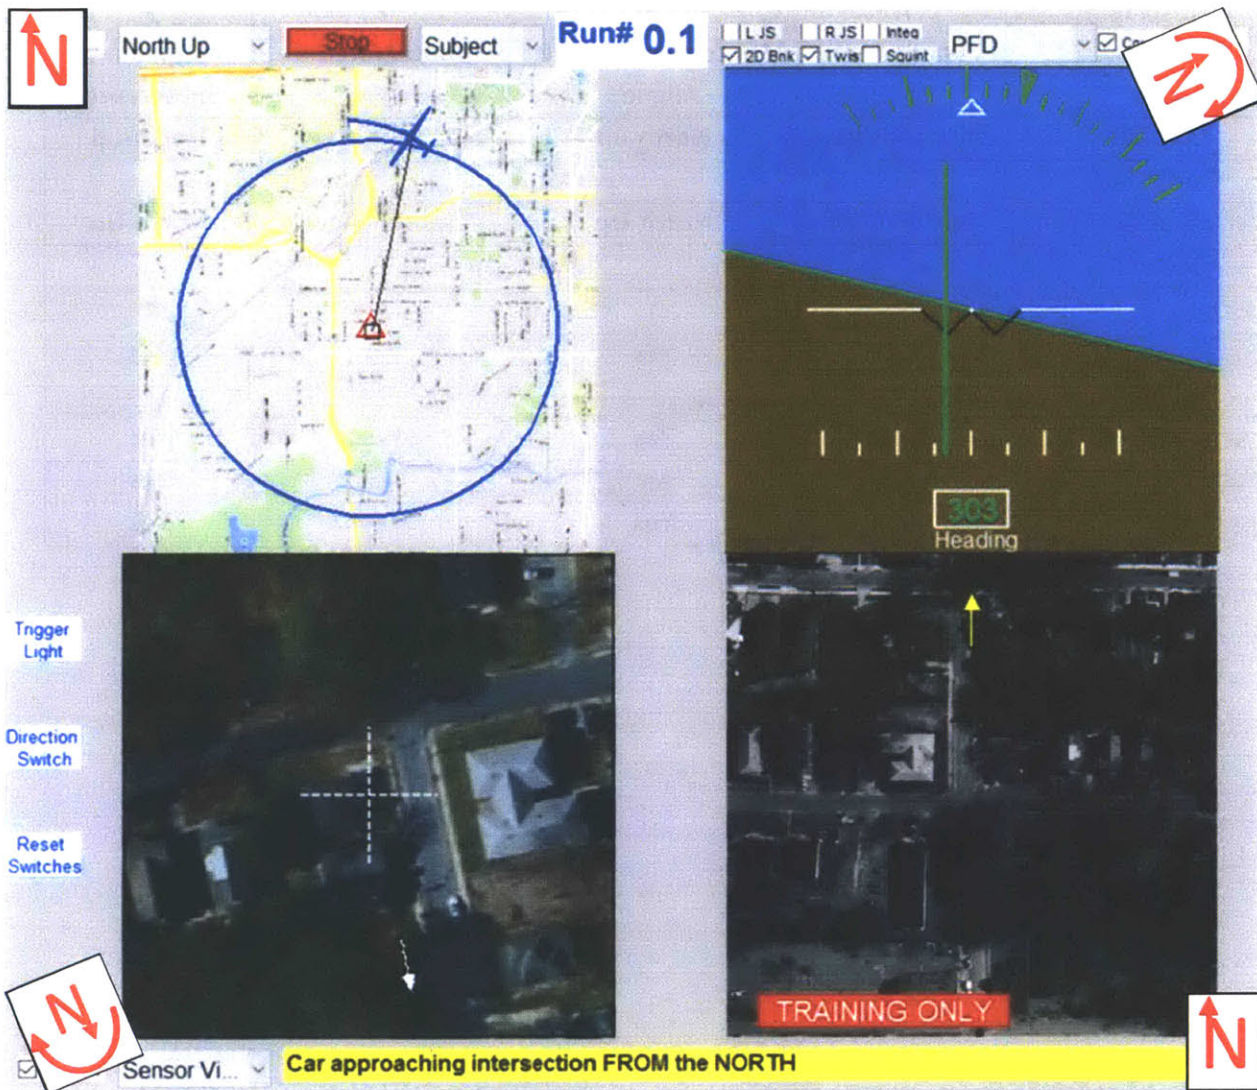 N
North Up
Stop
Subject
Run# 0.1
L JS R JS Inteq
2D Bnk Twis Squint
PFD
N
303
Heading
Trigger
Light
Direction
Switch
Reset
Switches
TRAINING ONLY
N
N
Sensor Vi...
Car approaching intersection FROM the NORTH